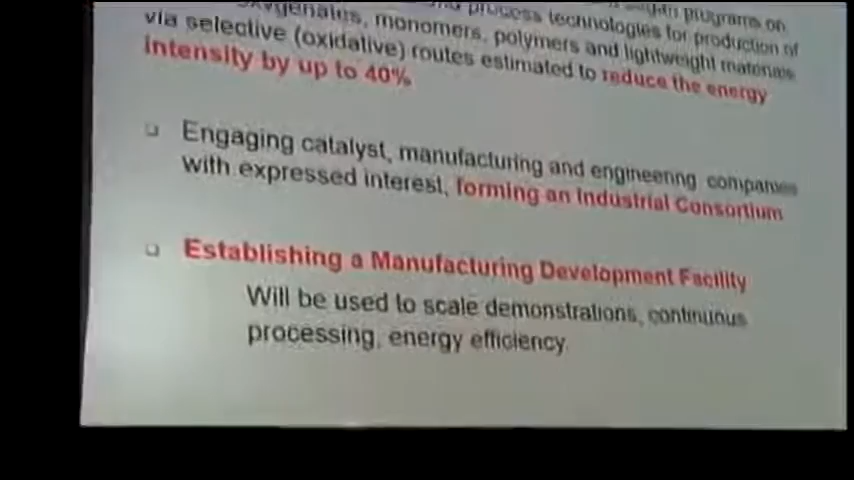 programs on
process technologies for production of
oxygenates, monomers, polymers and lightweight materials
via selective (oxidative) routes estimated to reduce the energy
intensity by up to 40%
❑ Engaging catalyst, manufacturing and engineering companies
with expressed interest, forming an Industrial Consortium
❑ Establishing a Manufacturing Development Facility
Will be used to scale demonstrations, continuous
processing, energy efficiency.